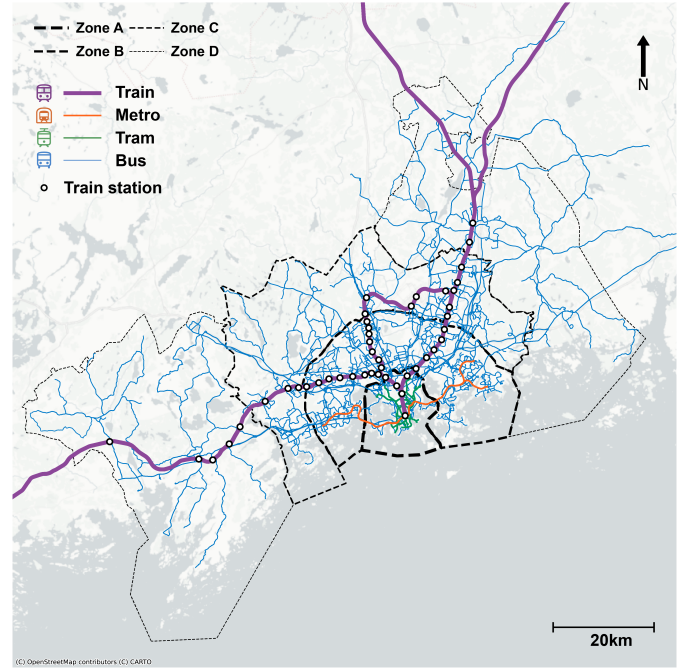 Zone A
Zone C
Zone B
Zone D
Train
Metro
Tram
Bus
Train station
N
20km
(C) OpenStreetMap contributors (C) CARTO